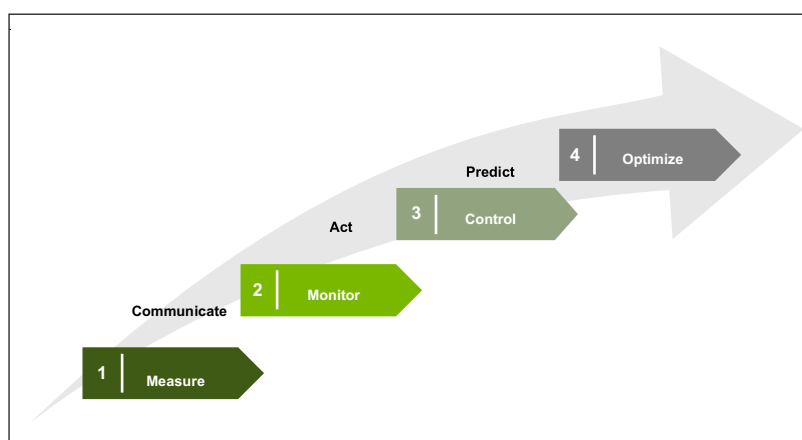 4 Optimize
Predict
3 Control
Act
2 Monitor
Communicate
1 Measure